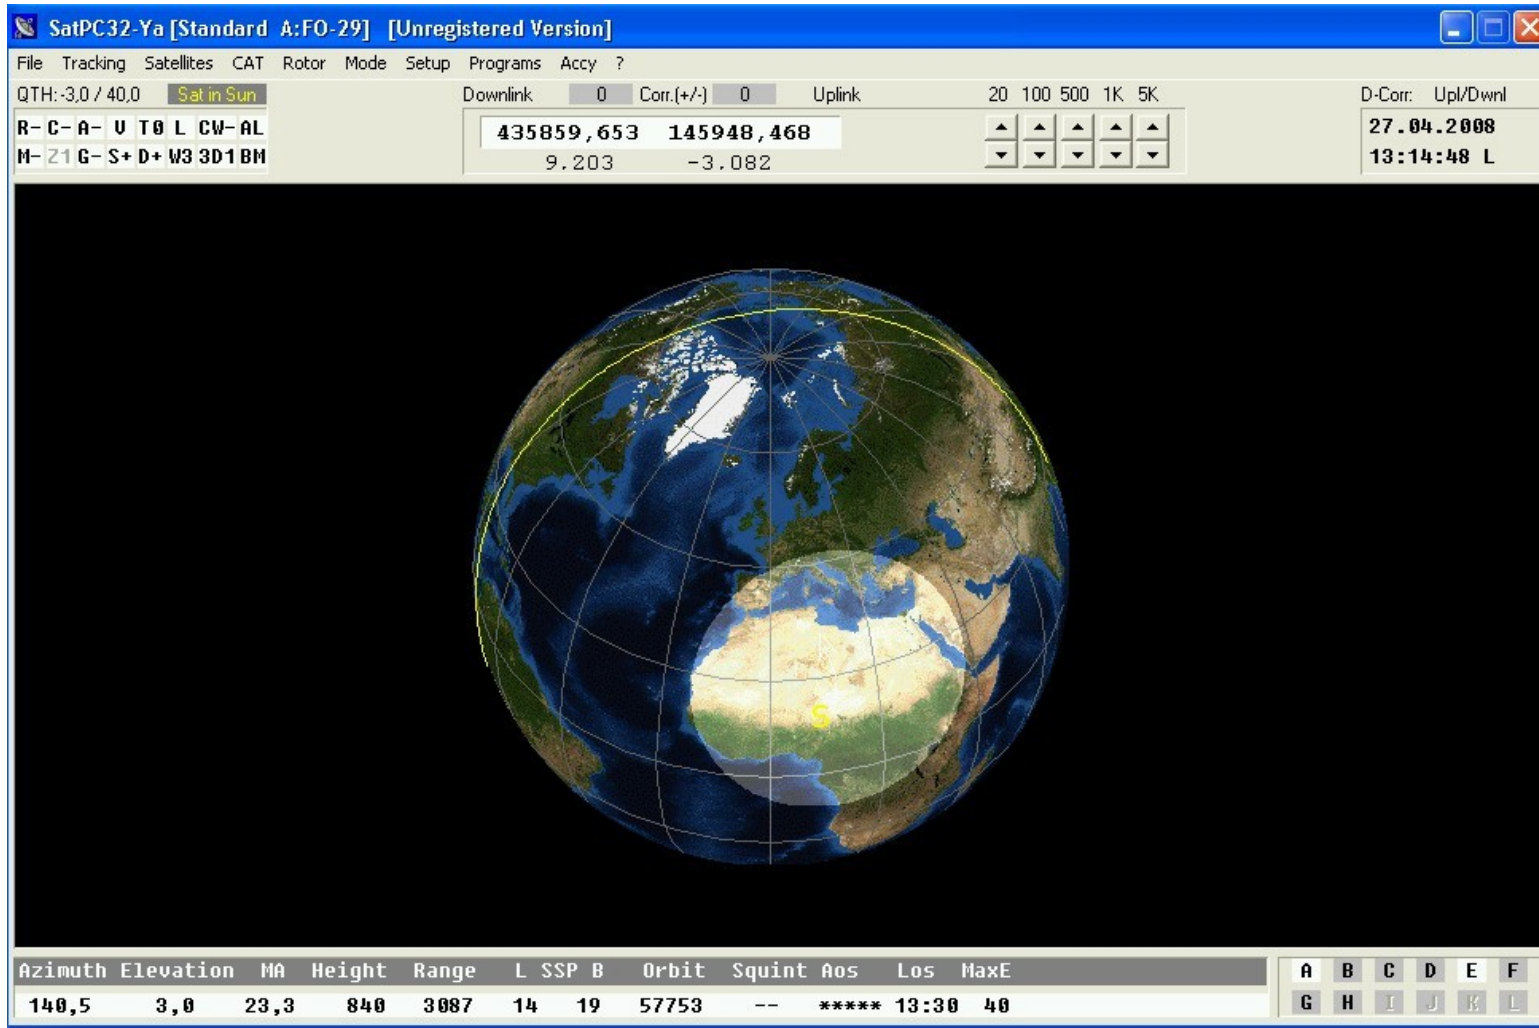 SatPC32-Ya [Standard A:FO-29] [Unregistered Version]
File Tracking Satellites CAT Rotor Mode Setup Programs Accy ?
QTH: -3,0 / 40,0 Sat in Sun Downlink 0 Corr.(+/-) 0 Uplink 20 100 500 1K 5K D-Corr: Upl/Dwnl
R- C- A- V T0 L CW- AL 435859,653 145948,468 27.04.2008
M- Z1 G- S+ D+ W3 3D1 BM 9.203 -3.082 13:14:48 L
S
Azimuth Elevation MA Height Range L SSP B Orbit Squint Aos Los MaxE A B C D E F
140,5 3,0 23,3 840 3087 14 19 57753 -- ***** 13:30 40 G H I J K L